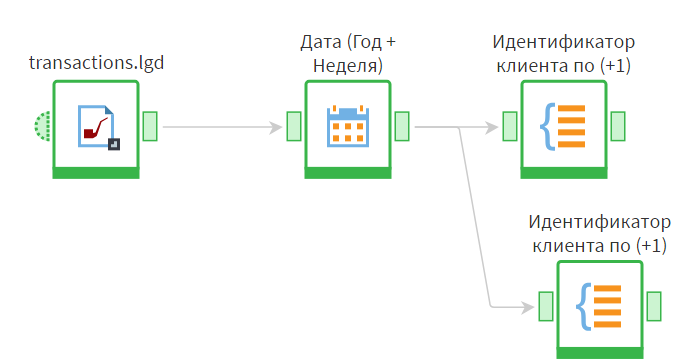 transactions.lgd
Дата (Год +
Неделя)
Идентификатор
клиента по (+1)
Идентификатор
клиента по (+1)